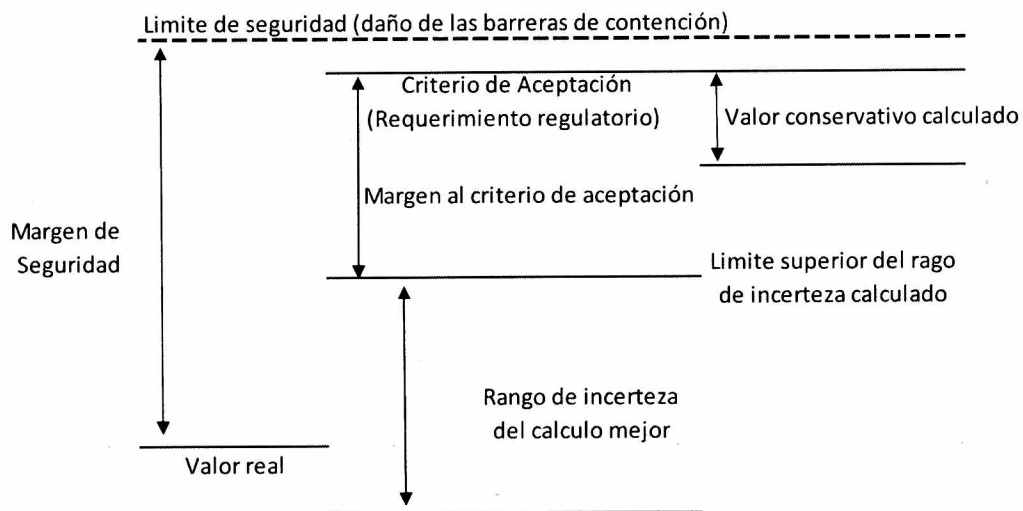 Limite de seguridad (daño de las barreras de contención)
Criterio de Aceptación
(Requerimiento regulatorio)
Valor conservativo calculado
Margen al criterio de aceptación
Margen de
Seguridad
Limite superior del rago
de incerteza calculado
Rango de incerteza
del calculo mejor
Valor real